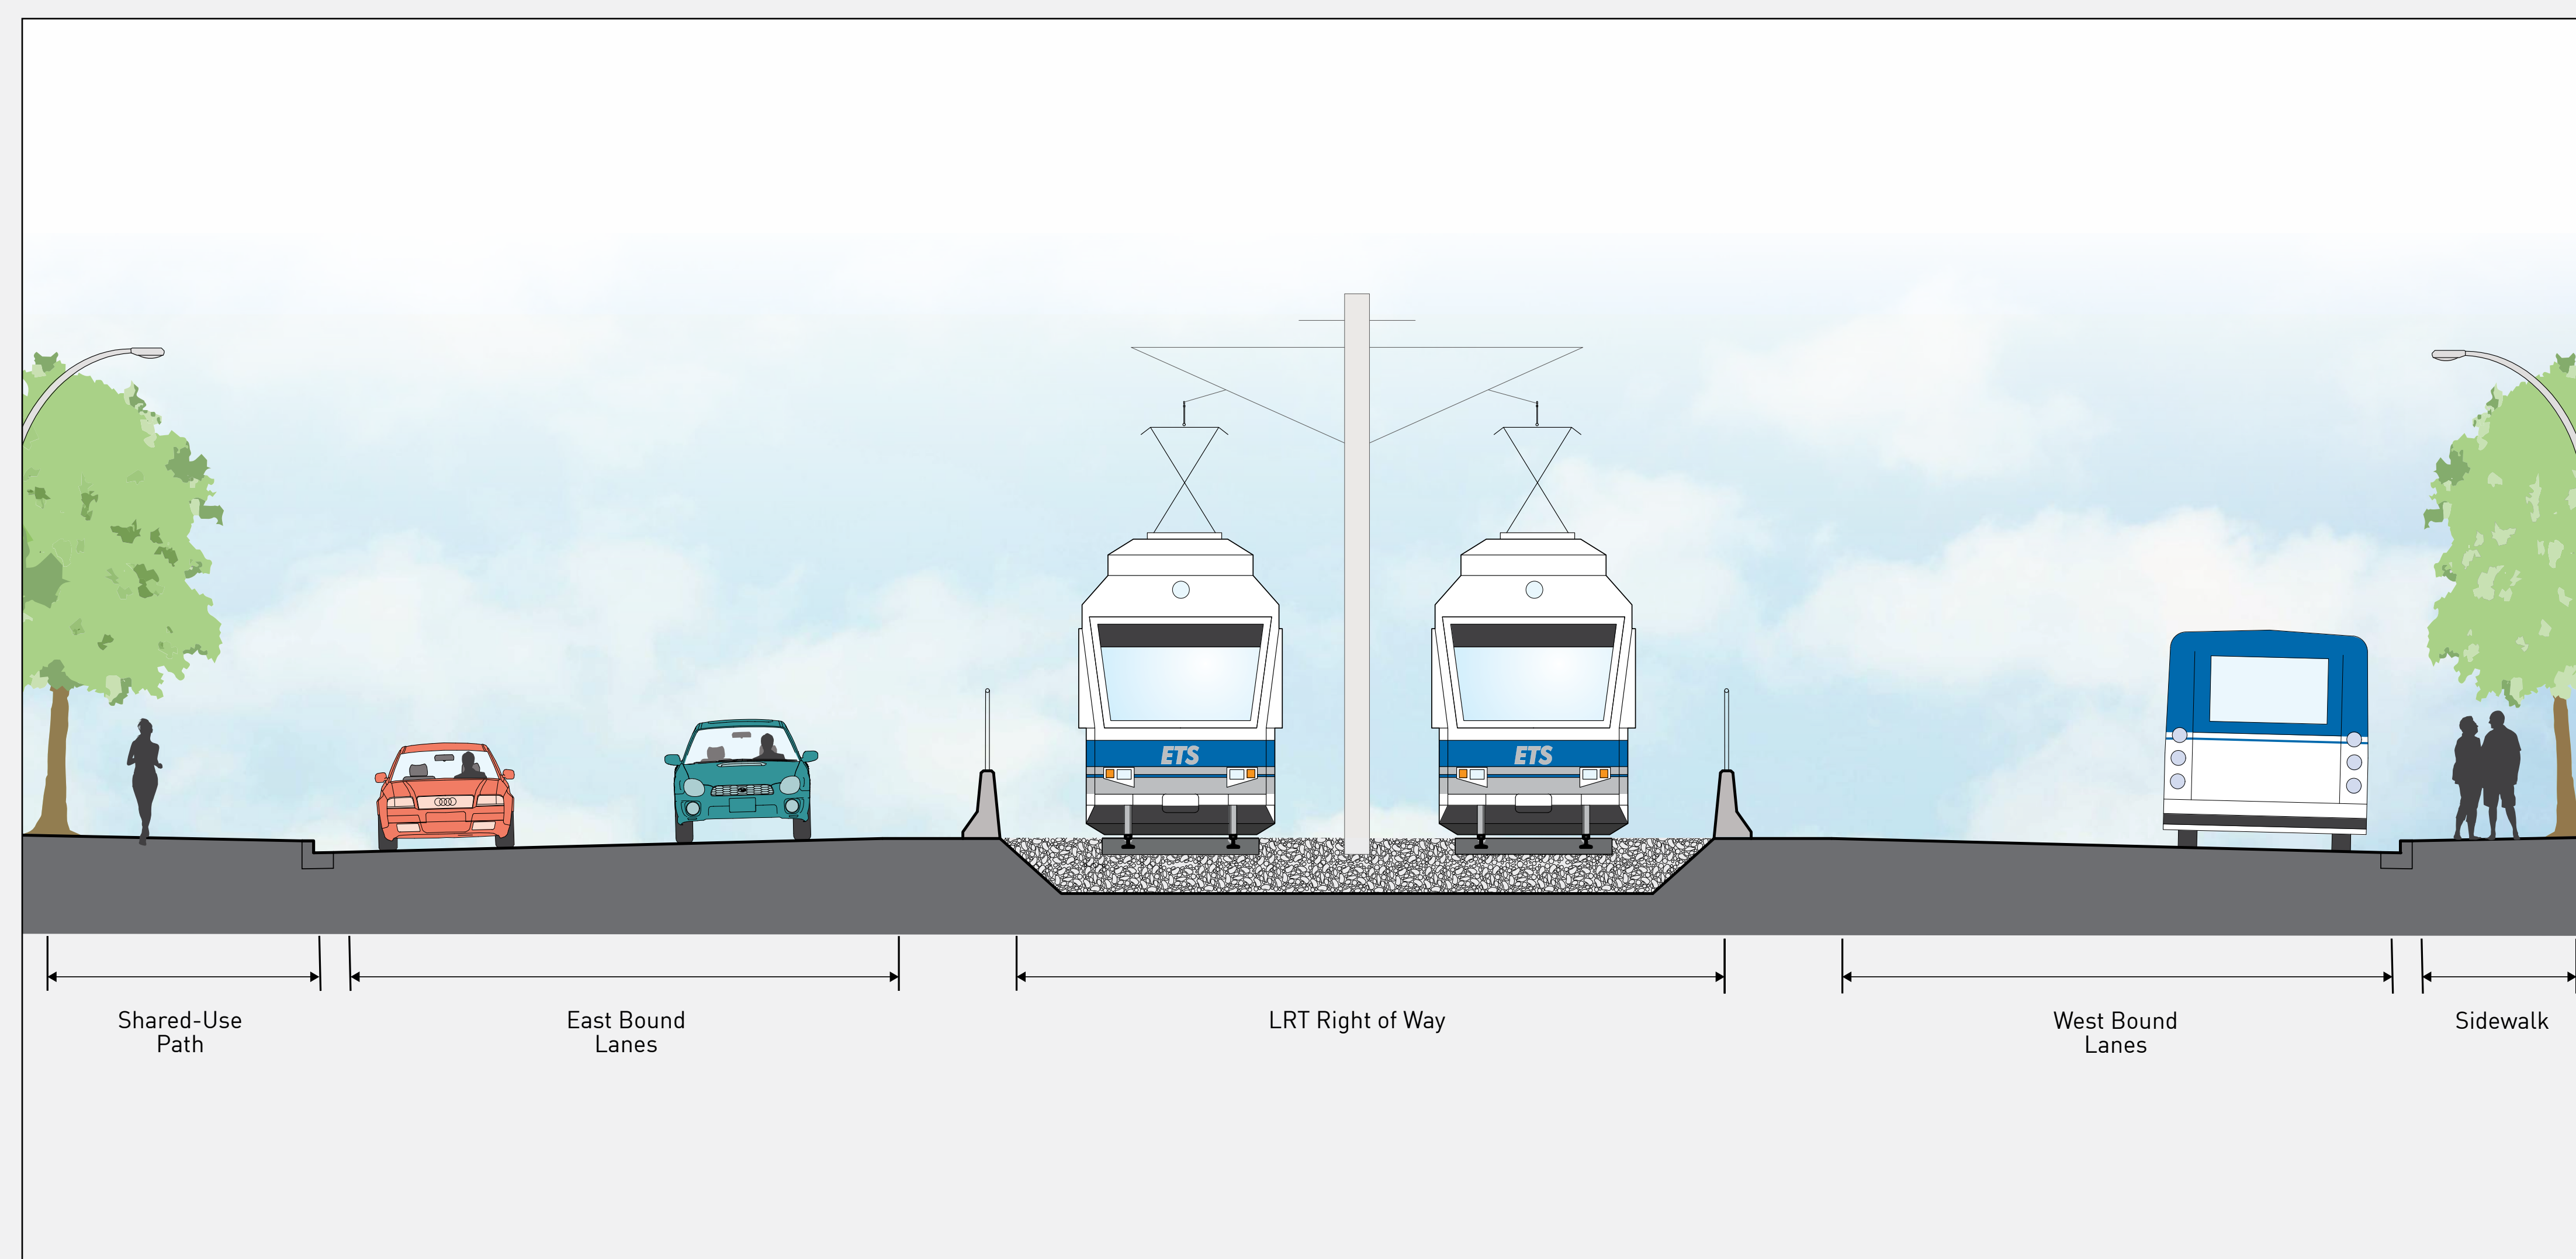 ETS
ETS
Shared-Use
Path
East Bound
Lanes
LRT Right of Way
West Bound
Lanes
Sidewalk